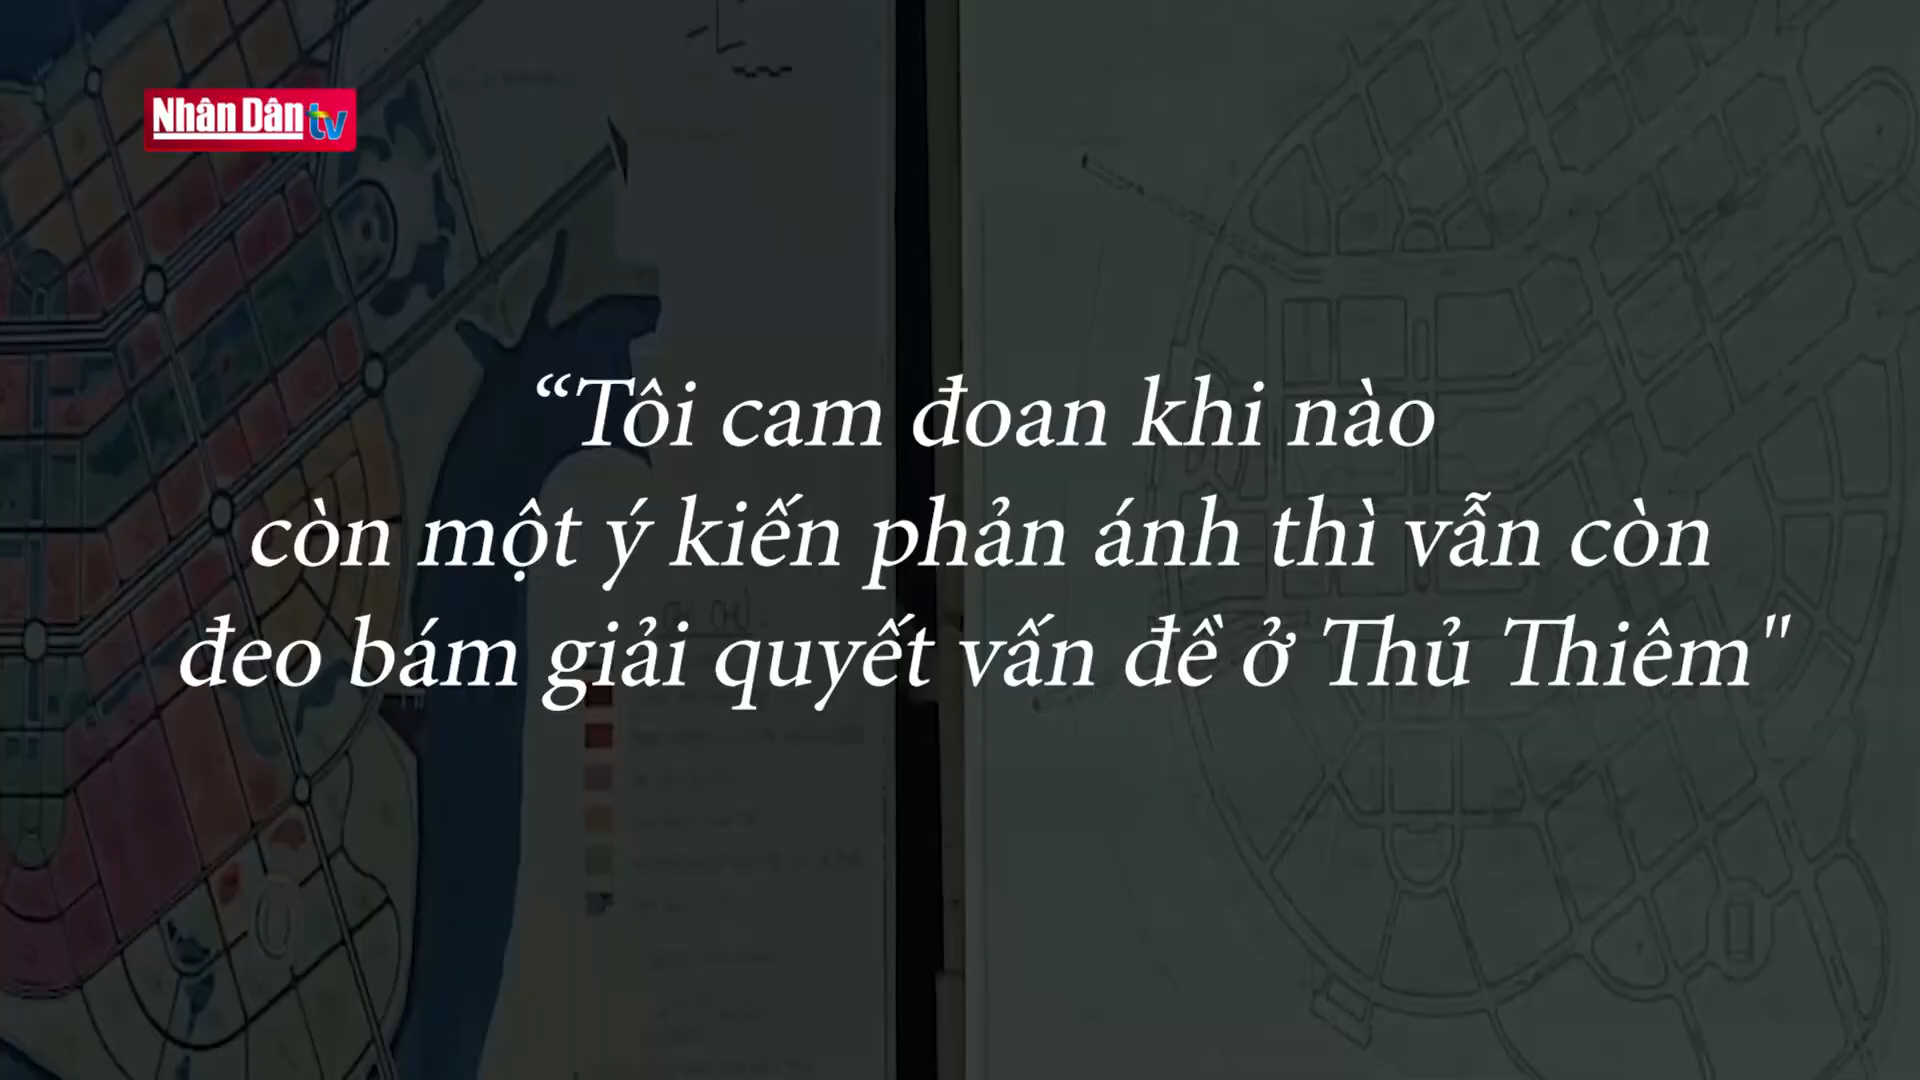 Nhân Dân tv
“Tôi cam đoan khi nào
còn một ý kiến phản ánh thì vẫn còn
đeo bám giải quyết vấn đề ở Thủ Thiêm"